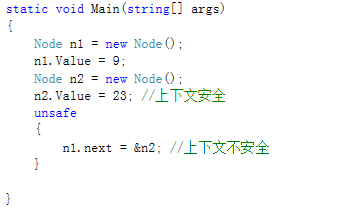 static void Main(string[] args)
{
    Node n1 = new Node();
    n1.Value = 9;
    Node n2 = new Node();
    n2.Value = 23; //上下文安全
    unsafe
    {
        n1.next = &n2; //上下文不安全
    }
}